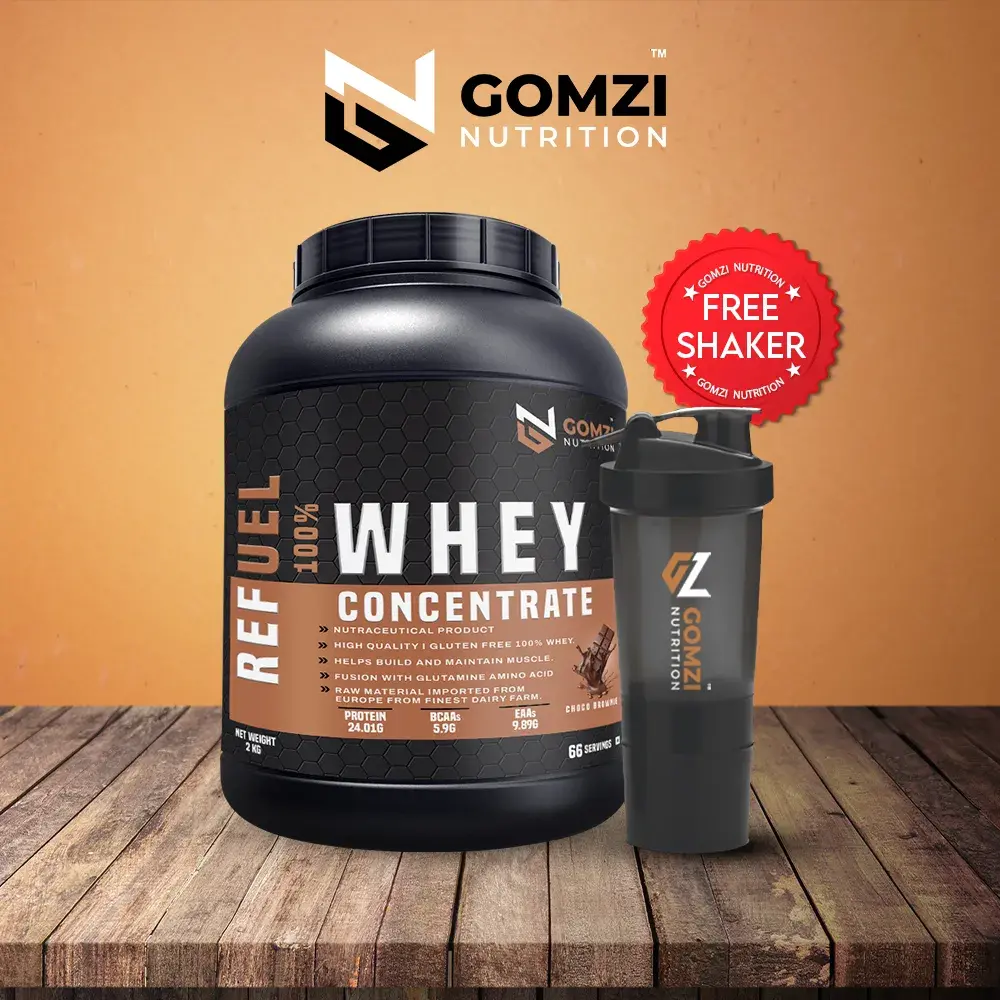 GOMZI™
NUTRITION
GOMZI NUTRITION
FREE
SHAKER
GOMZI NUTRITION
GOMZI
NUTRITION
REFUEL
100%
WHEY
CONCENTRATE
» NUTRACEUTICAL PRODUCT
» HIGH QUALITY I GLUTEN FREE 100% WHEY.
» HELPS BUILD AND MAINTAIN MUSCLE.
» FUSION WITH GLUTAMINE AMINO ACID
» RAW MATERIAL IMPORTED FROM
EUROPE FROM FINEST DAIRY FARM.
CHOCO BROWNIE
PROTEIN
24.01G
BCAAs
5.9G
EAAs
9.89G
NET WEIGHT
2 KG
66 SERVINGS
GOMZI™
NUTRITION